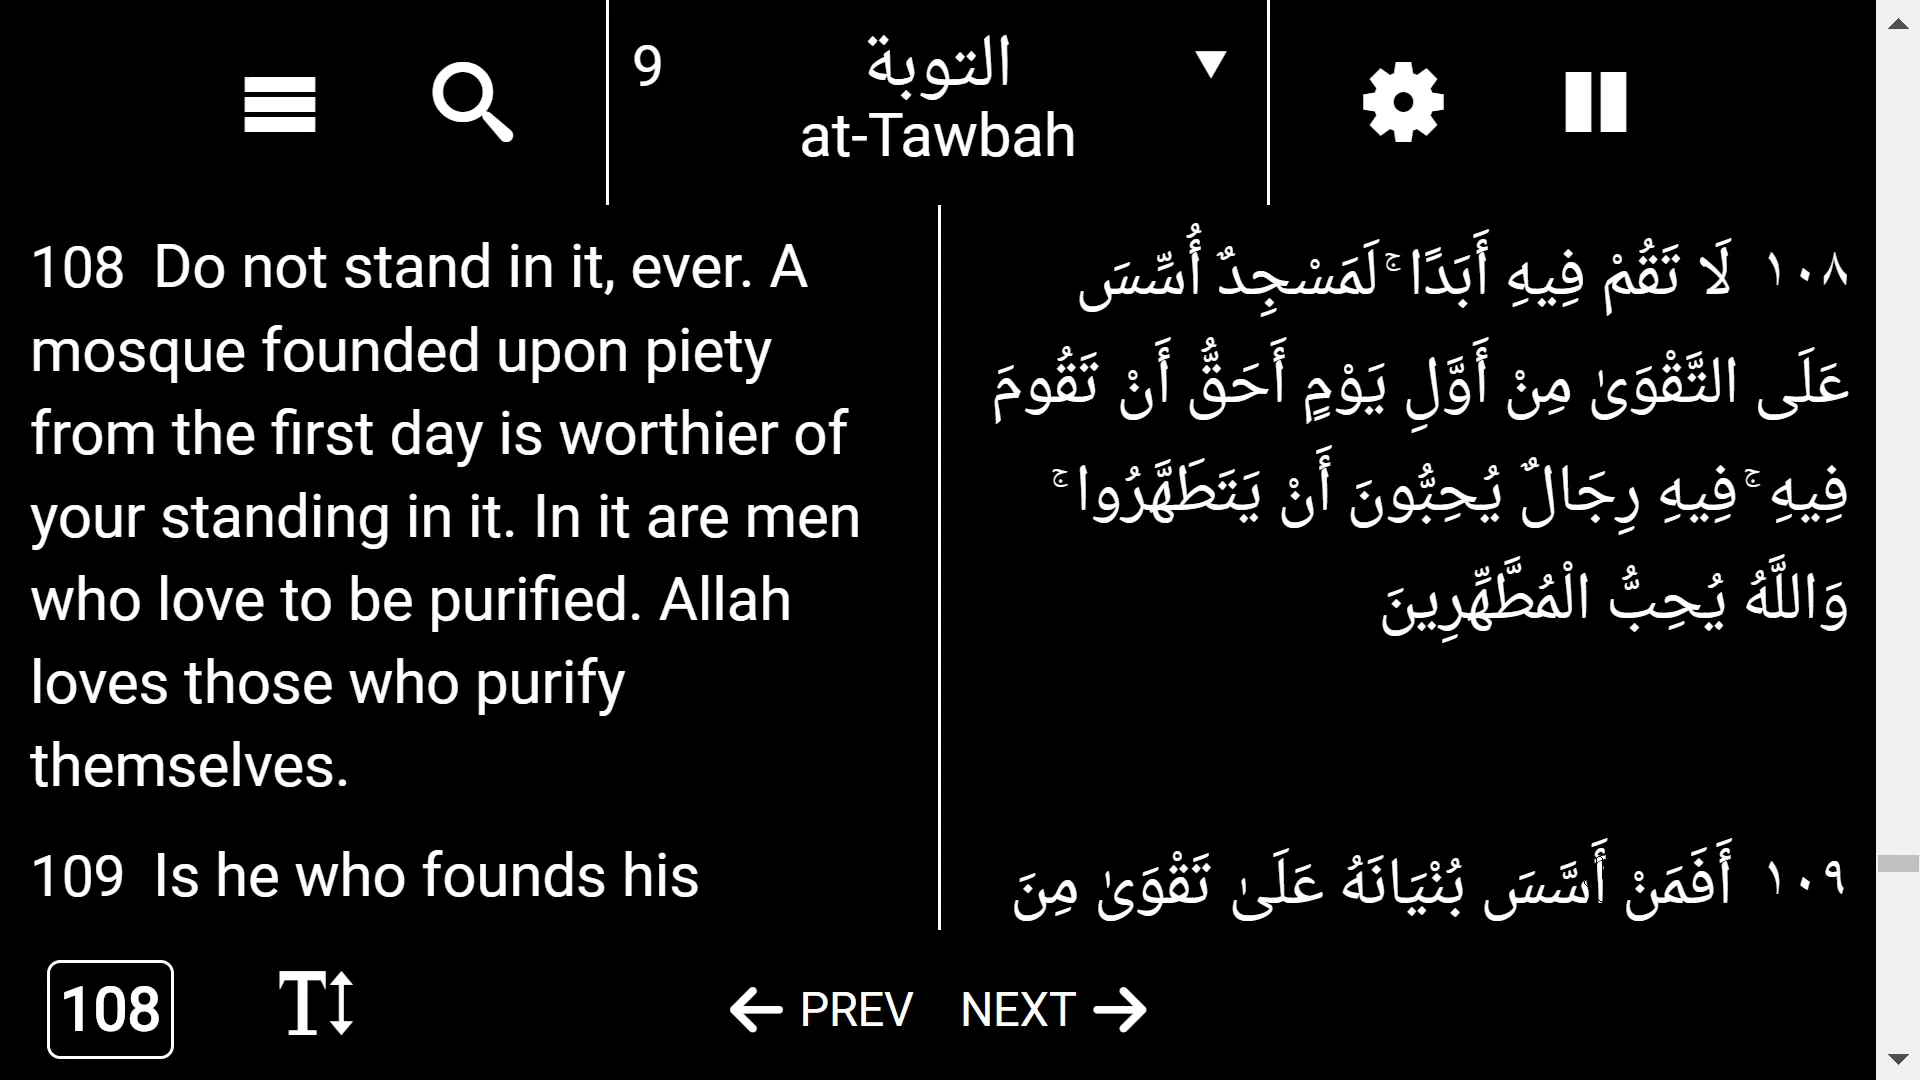 9
التوبة
at-Tawbah
108 Do not stand in it, ever. A
mosque founded upon piety
from the first day is worthier of
your standing in it. In it are men
who love to be purified. Allah
loves those who purify
themselves.
109 Is he who founds his
١٠٨ لَا تَقُمْ فِيهِ أَبَدًا ۚ لَمَسْجِدٌ أُسِّسَ
عَلَى التَّقْوَىٰ مِنْ أَوَّلِ يَوْمٍ أَحَقُّ أَنْ تَقُومَ
فِيهِ ۚ فِيهِ رِجَالٌ يُحِبُّونَ أَنْ يَتَطَهَّرُوا ۚ
وَاللَّهُ يُحِبُّ الْمُطَّهِّرِينَ
١٠٩ أَفَمَنْ أَسَّسَ بُنْيَانَهُ عَلَىٰ تَقْوَىٰ مِنَ
108
T
PREV NEXT